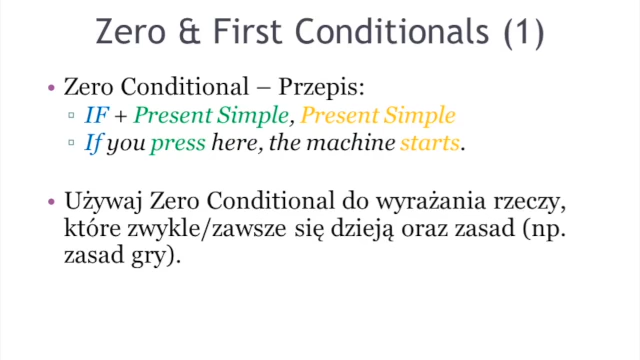 Zero & First Conditionals (1)
• Zero Conditional – Przepis:
▫ IF + Present Simple, Present Simple
▫ If you press here, the machine starts.
• Używaj Zero Conditional do wyrażania rzeczy,
które zwykle/zawsze się dzieją oraz zasad (np.
zasad gry).